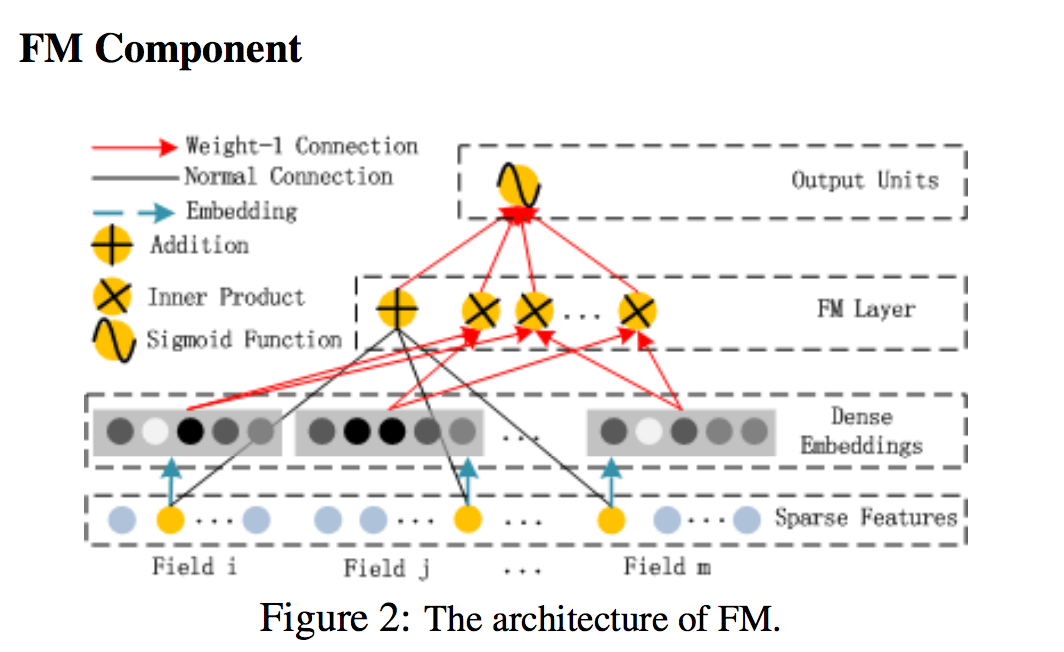 FM Component
Weight-1 Connection
Normal Connection
Embedding
Addition
Inner Product
Sigmoid Function
Output Units
FM Layer
...
Dense
Embeddings
...
... ... ... ... Sparse Features
Field i Field j ... Field m
Figure 2: The architecture of FM.